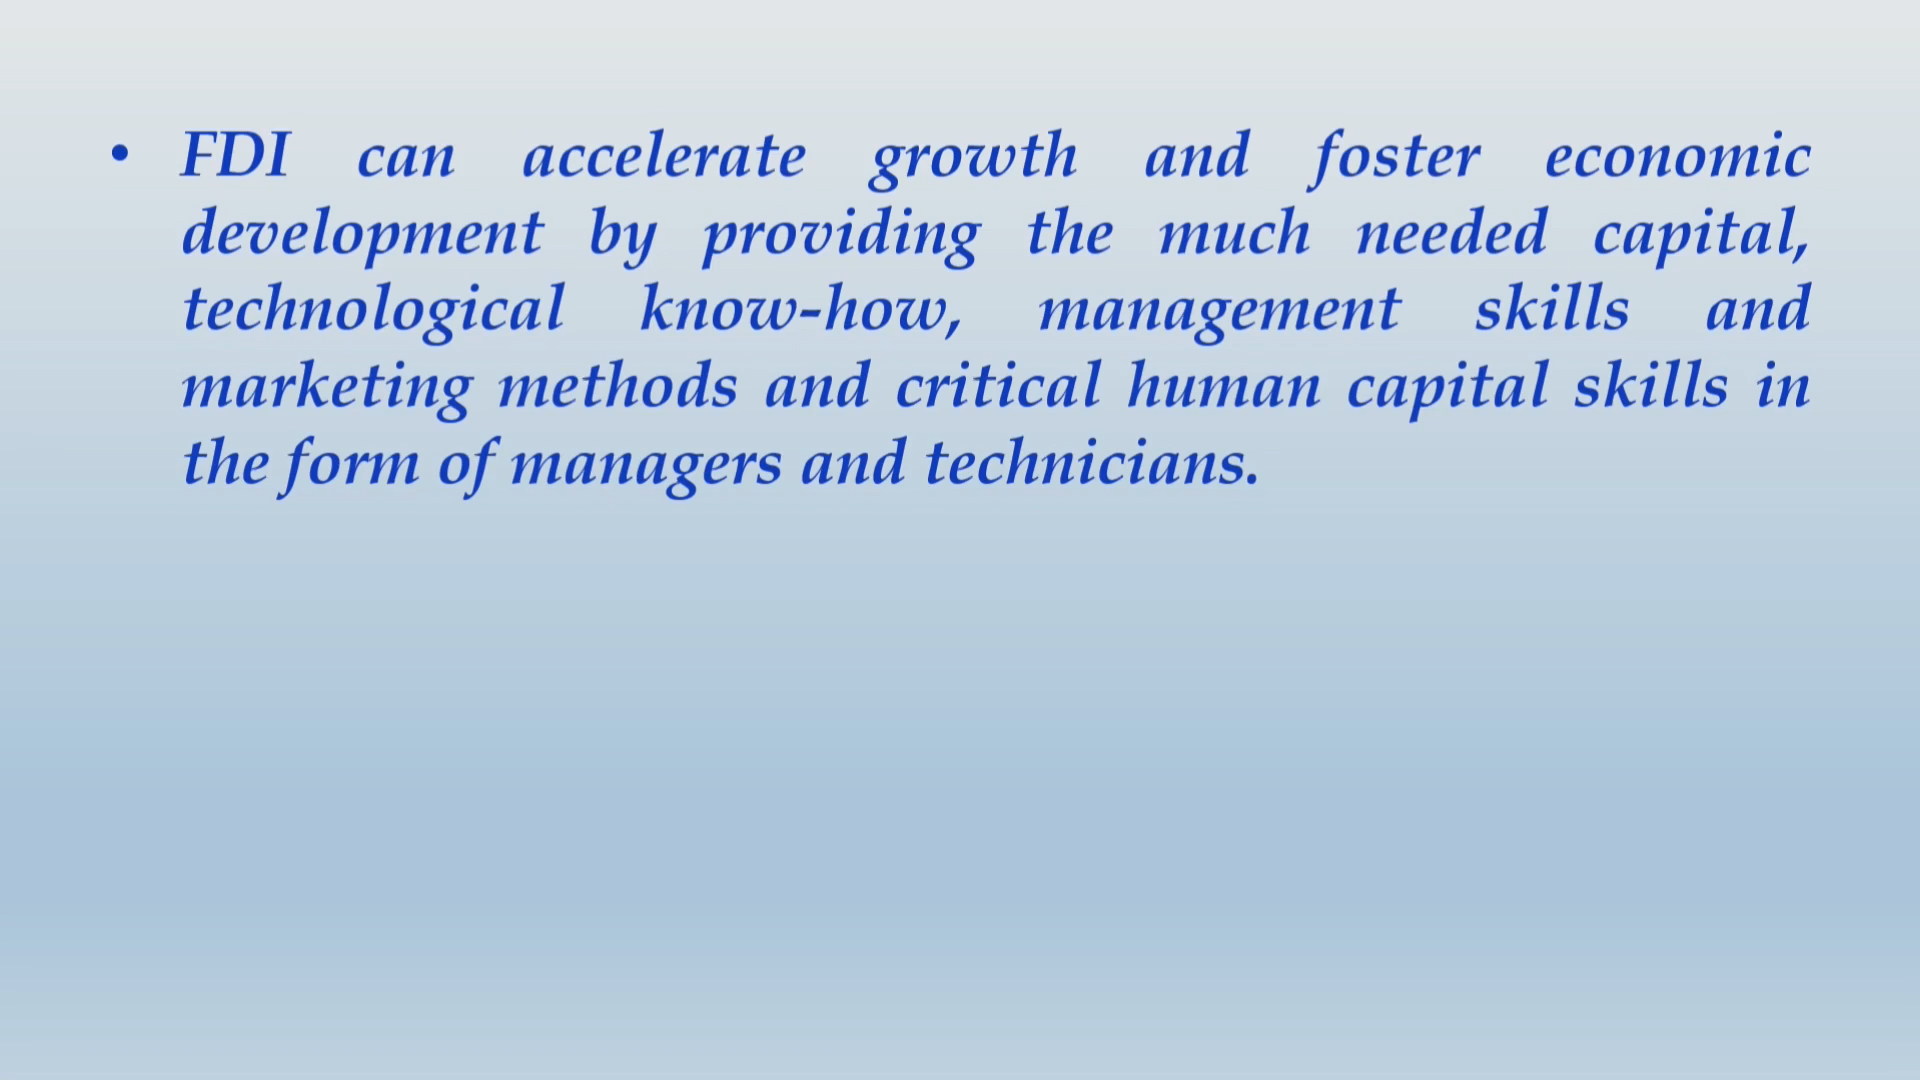 • FDI can accelerate growth and foster economic
development by providing the much needed capital,
technological know-how, management skills and
marketing methods and critical human capital skills in
the form of managers and technicians.